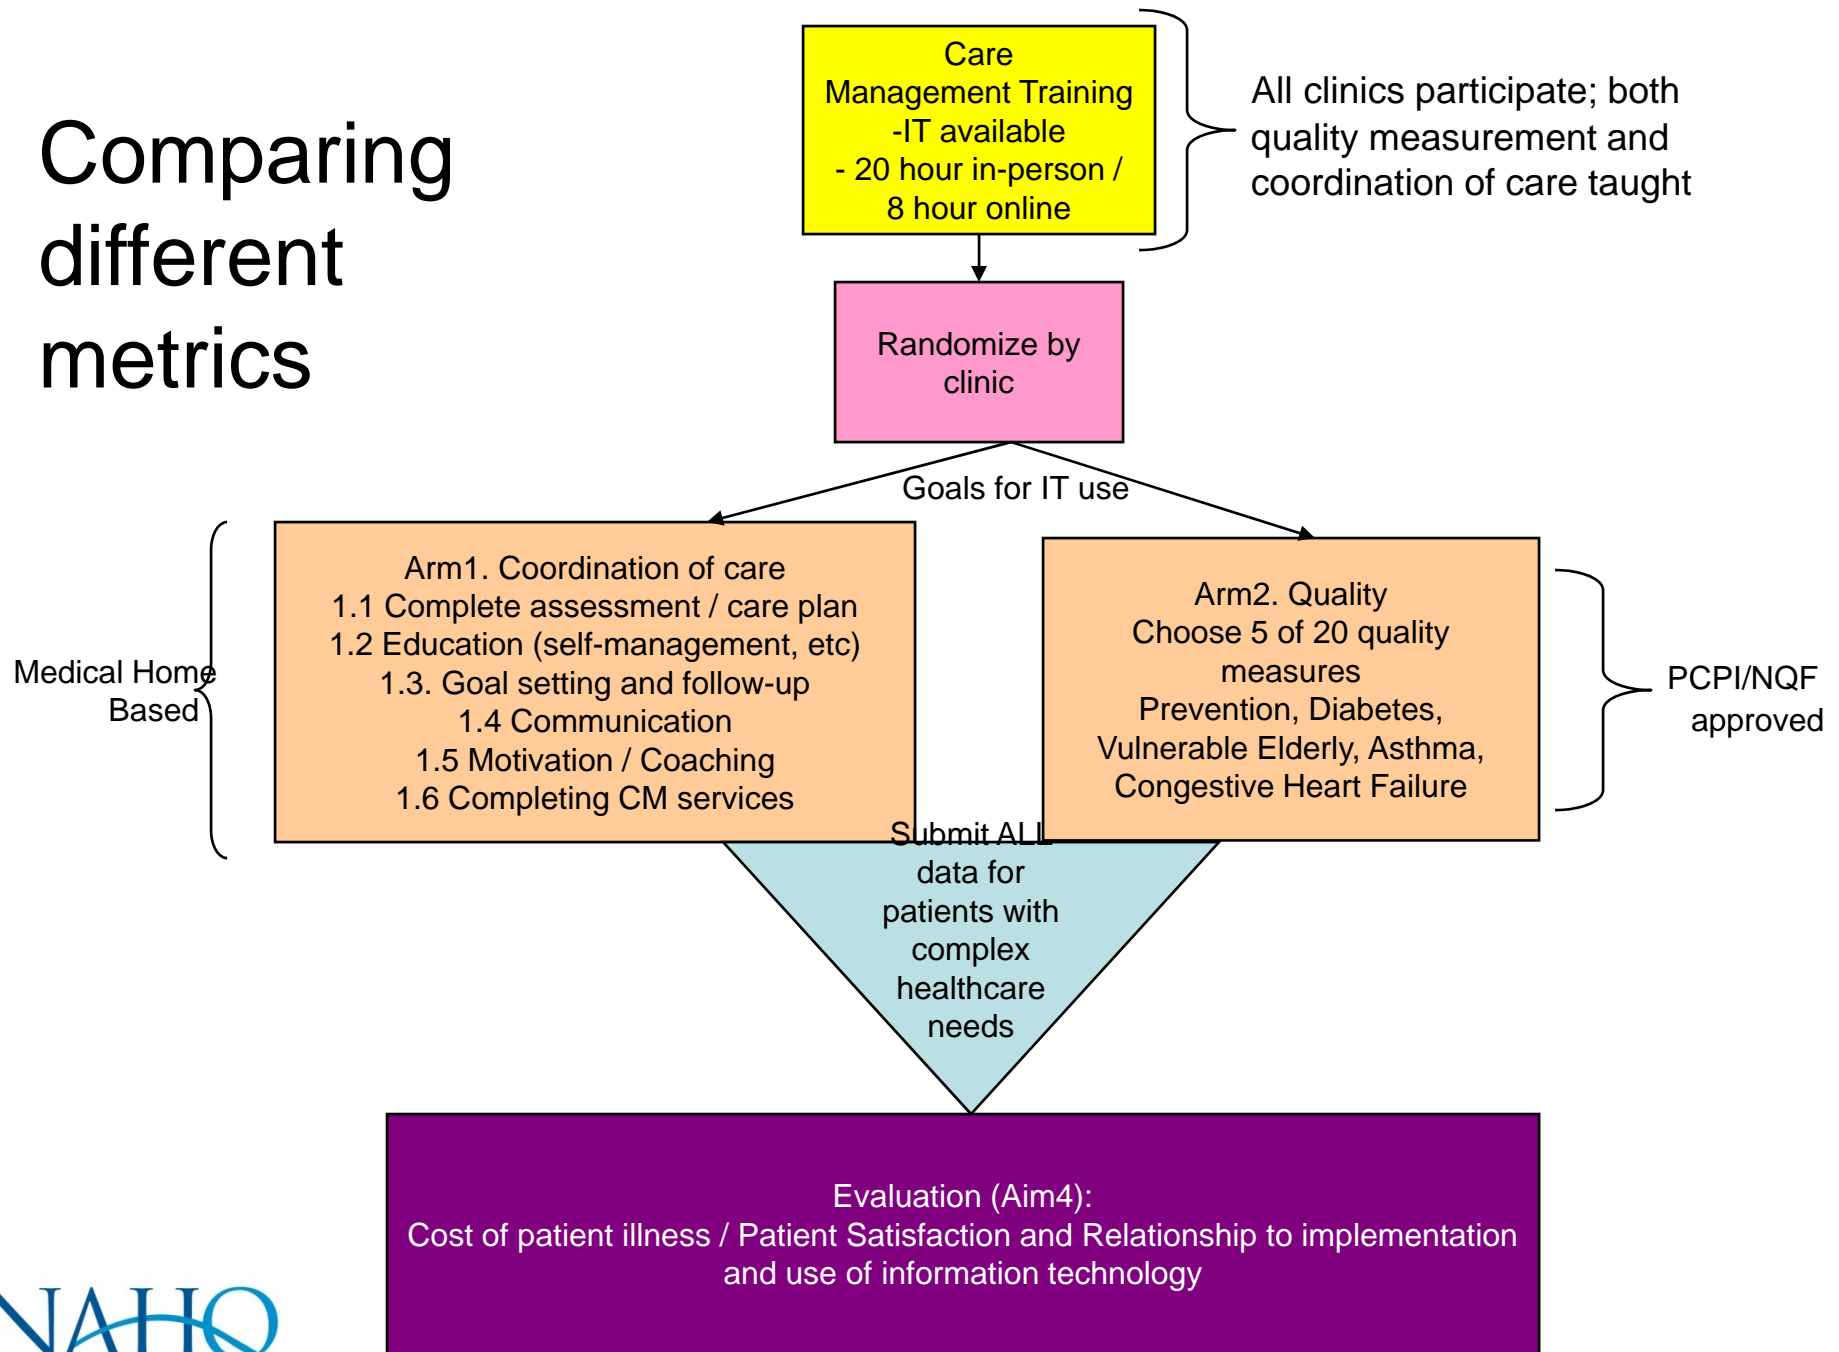 Comparing
different
metrics
Care
Management Training
-IT available
- 20 hour in-person /
8 hour online
All clinics participate; both
quality measurement and
coordination of care taught
Randomize by
clinic
Goals for IT use
Medical Home
Based
Arm1. Coordination of care
1.1 Complete assessment / care plan
1.2 Education (self-management, etc)
1.3. Goal setting and follow-up
1.4 Communication
1.5 Motivation / Coaching
1.6 Completing CM services
Arm2. Quality
Choose 5 of 20 quality
measures
Prevention, Diabetes,
Vulnerable Elderly, Asthma,
Congestive Heart Failure
PCPI/NQF
approved
Submit ALL
data for
patients with
complex
healthcare
needs
Evaluation (Aim4):
Cost of patient illness / Patient Satisfaction and Relationship to implementation
and use of information technology
NAHQ